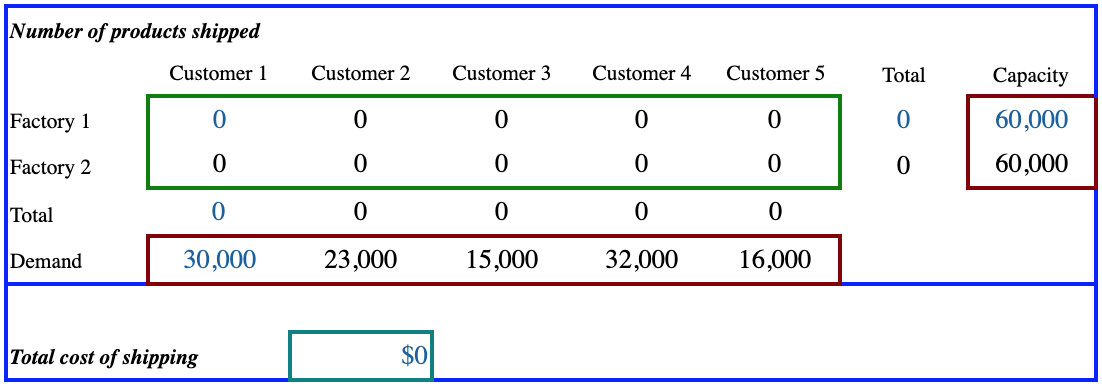 Number of products shipped
Customer 1 Customer 2 Customer 3 Customer 4 Customer 5 Total Capacity
Factory 1 0 0 0 0 0 0 60,000
Factory 2 0 0 0 0 0 0 60,000
Total 0 0 0 0 0
Demand 30,000 23,000 15,000 32,000 16,000
Total cost of shipping $0